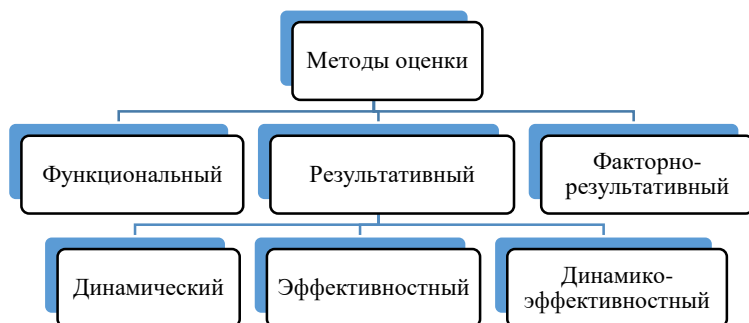 Методы оценки
Функциональный
Результативный
Факторно-
результативный
Динамический
Эффективностный
Динамико-
эффективностный